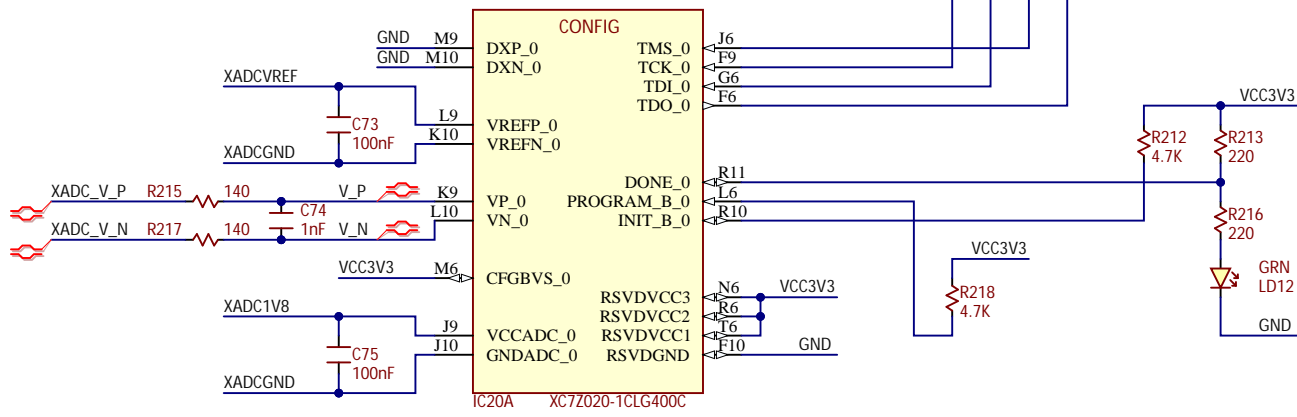 CONFIG
GND M9 DXP_0 TMS_0 J6
GND M10 DXN_0 TCK_0 F9
TDI_0 G6
XADCVREF TDO_0 F6 VCC3V3
C73
100nF
L9 VREFP_0
K10 VREFN_0
XADCGND
R212
4.7K
R213
220
DONE_0 R11
XADC_V_P R215 140 V_P K9 VP_0 PROGRAM_B_0 L6
C74
1nF
L10 VN_0 INIT_B_0 R10
XADC_V_N R217 140 V_N
R216
220
VCC3V3 M6 CFGBVS_0
VCC3V3
R218
4.7K
GRN
LD12
RSVDVCC3 N6 VCC3V3
RSVDVCC2 R6
RSVDVCC1 T6
RSVDGND F10 GND
GND
XADC1V8
J9 VCCADC_0
J10 GNDADC_0
C75
100nF
XADCGND
IC20A XC7Z020-1CLG400C